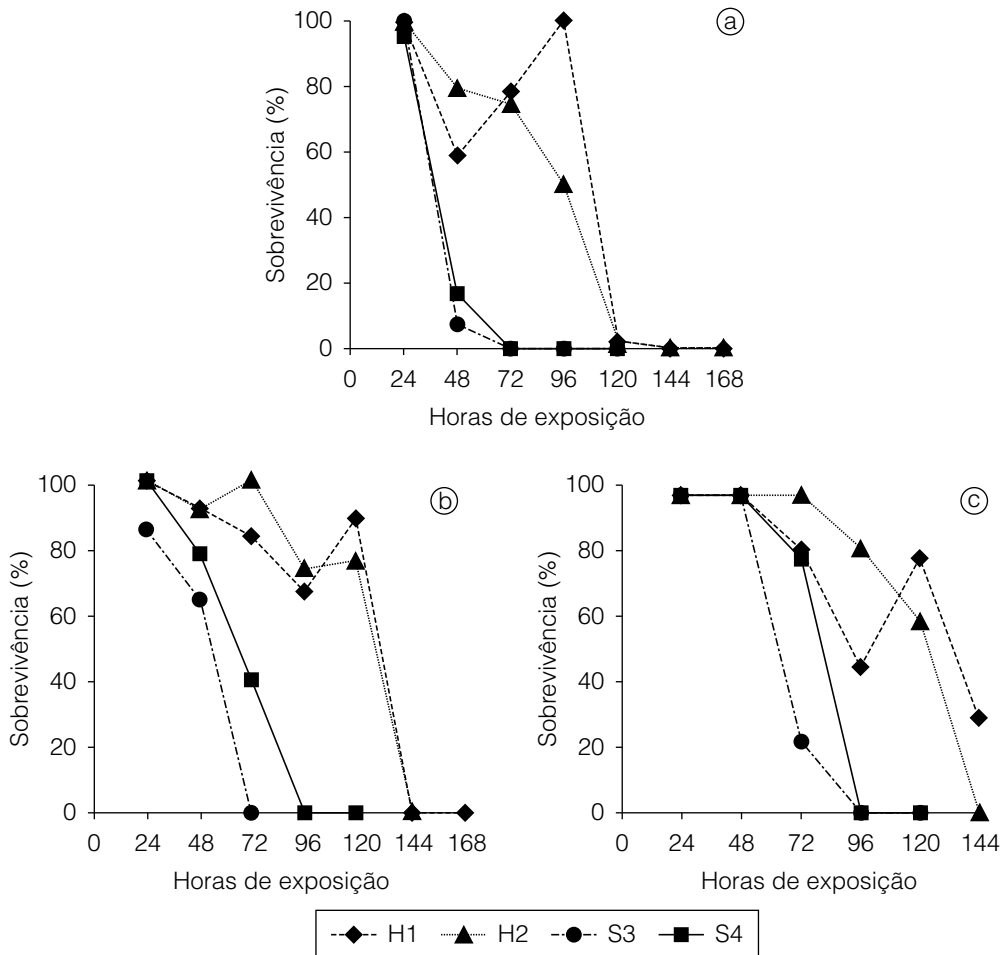 a
Sobrevivência (%)
100
80
60
40
20
0
0 24 48 72 96 120 144 168
Horas de exposição
b
Sobrevivência (%)
100
80
60
40
20
0
0 24 48 72 96 120 144 168
Horas de exposição
c
Sobrevivência (%)
100
80
60
40
20
0
0 24 48 72 96 120 144
Horas de exposição
H1 H2 S3 S4